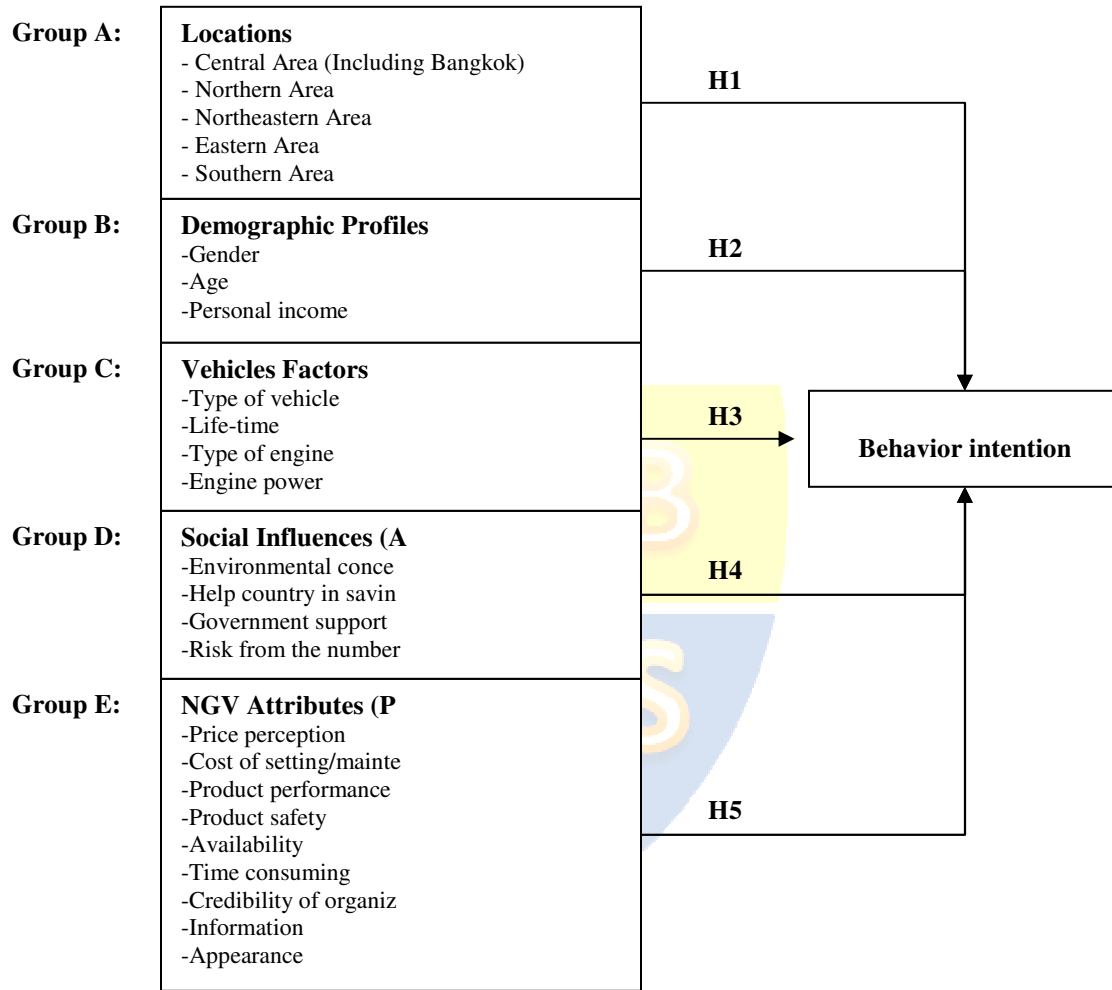 Group A:
Locations
- Central Area (Including Bangkok)
- Northern Area
- Northeastern Area
- Eastern Area
- Southern Area
H1
Group B:
Demographic Profiles
-Gender
-Age
-Personal income
H2
Group C:
Vehicles Factors
-Type of vehicle
-Life-time
-Type of engine
-Engine power
H3
Behavior intention
Group D:
Social Influences (A
-Environmental conce
-Help country in savin
-Government support
-Risk from the number
H4
Group E:
NGV Attributes (P
-Price perception
-Cost of setting/mainte
-Product performance
-Product safety
-Availability
-Time consuming
-Credibility of organiz
-Information
-Appearance
H5
B
S